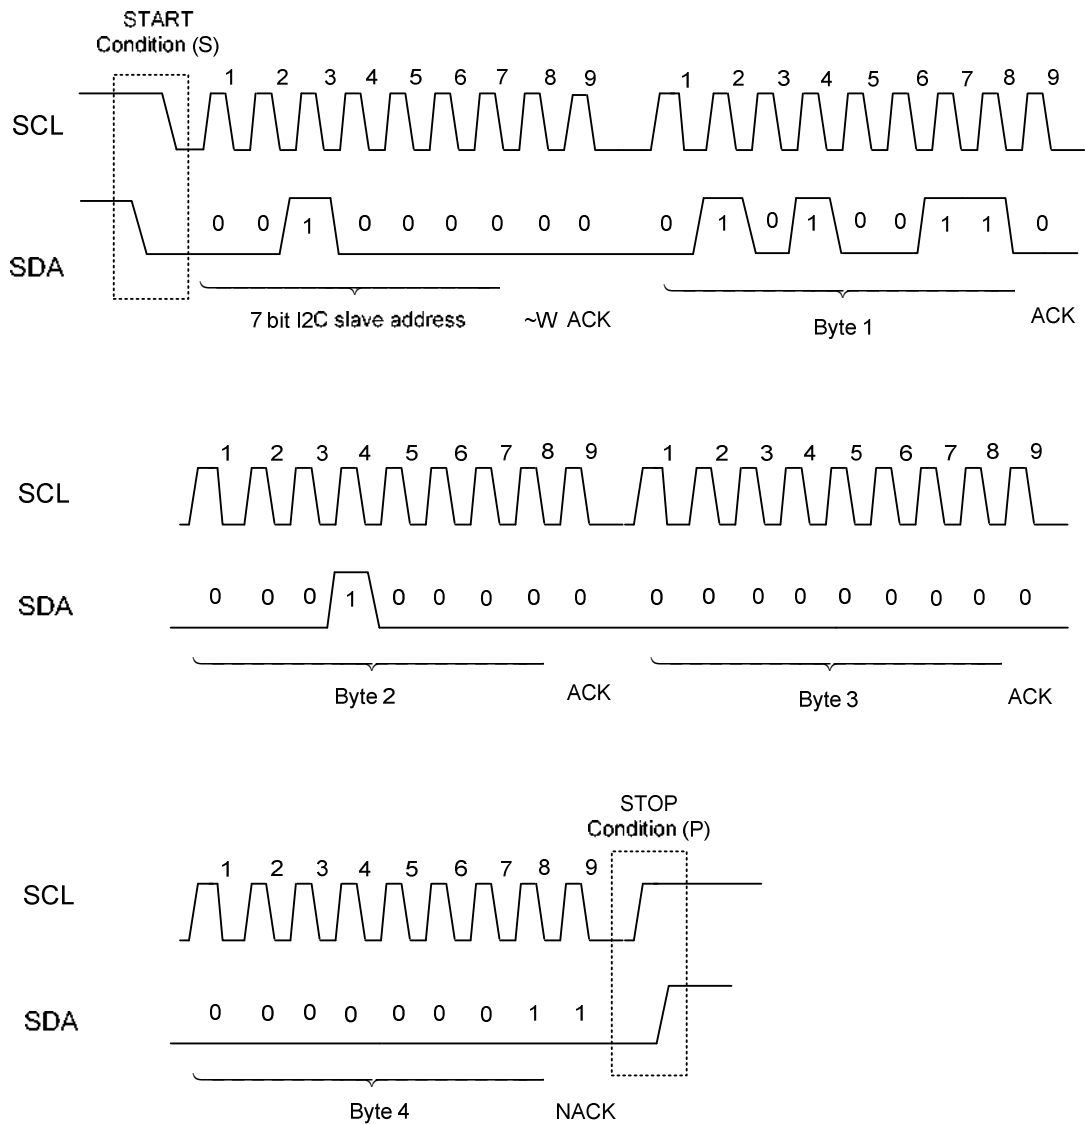 START
Condition (S)
1 2 3 4 5 6 7 8 9 1 2 3 4 5 6 7 8 9
SCL
0 0 1 0 0 0 0 0 0 0 1 0 1 0 0 1 1 0
SDA
7 bit I2C slave address ~W ACK Byte 1 ACK
1 2 3 4 5 6 7 8 9 1 2 3 4 5 6 7 8 9
SCL
0 0 0 1 0 0 0 0 0 0 0 0 0 0 0 0 0 0
SDA
Byte 2 ACK Byte 3 ACK
STOP
Condition (P)
1 2 3 4 5 6 7 8 9
SCL
0 0 0 0 0 0 0 1 1
SDA
Byte 4 NACK